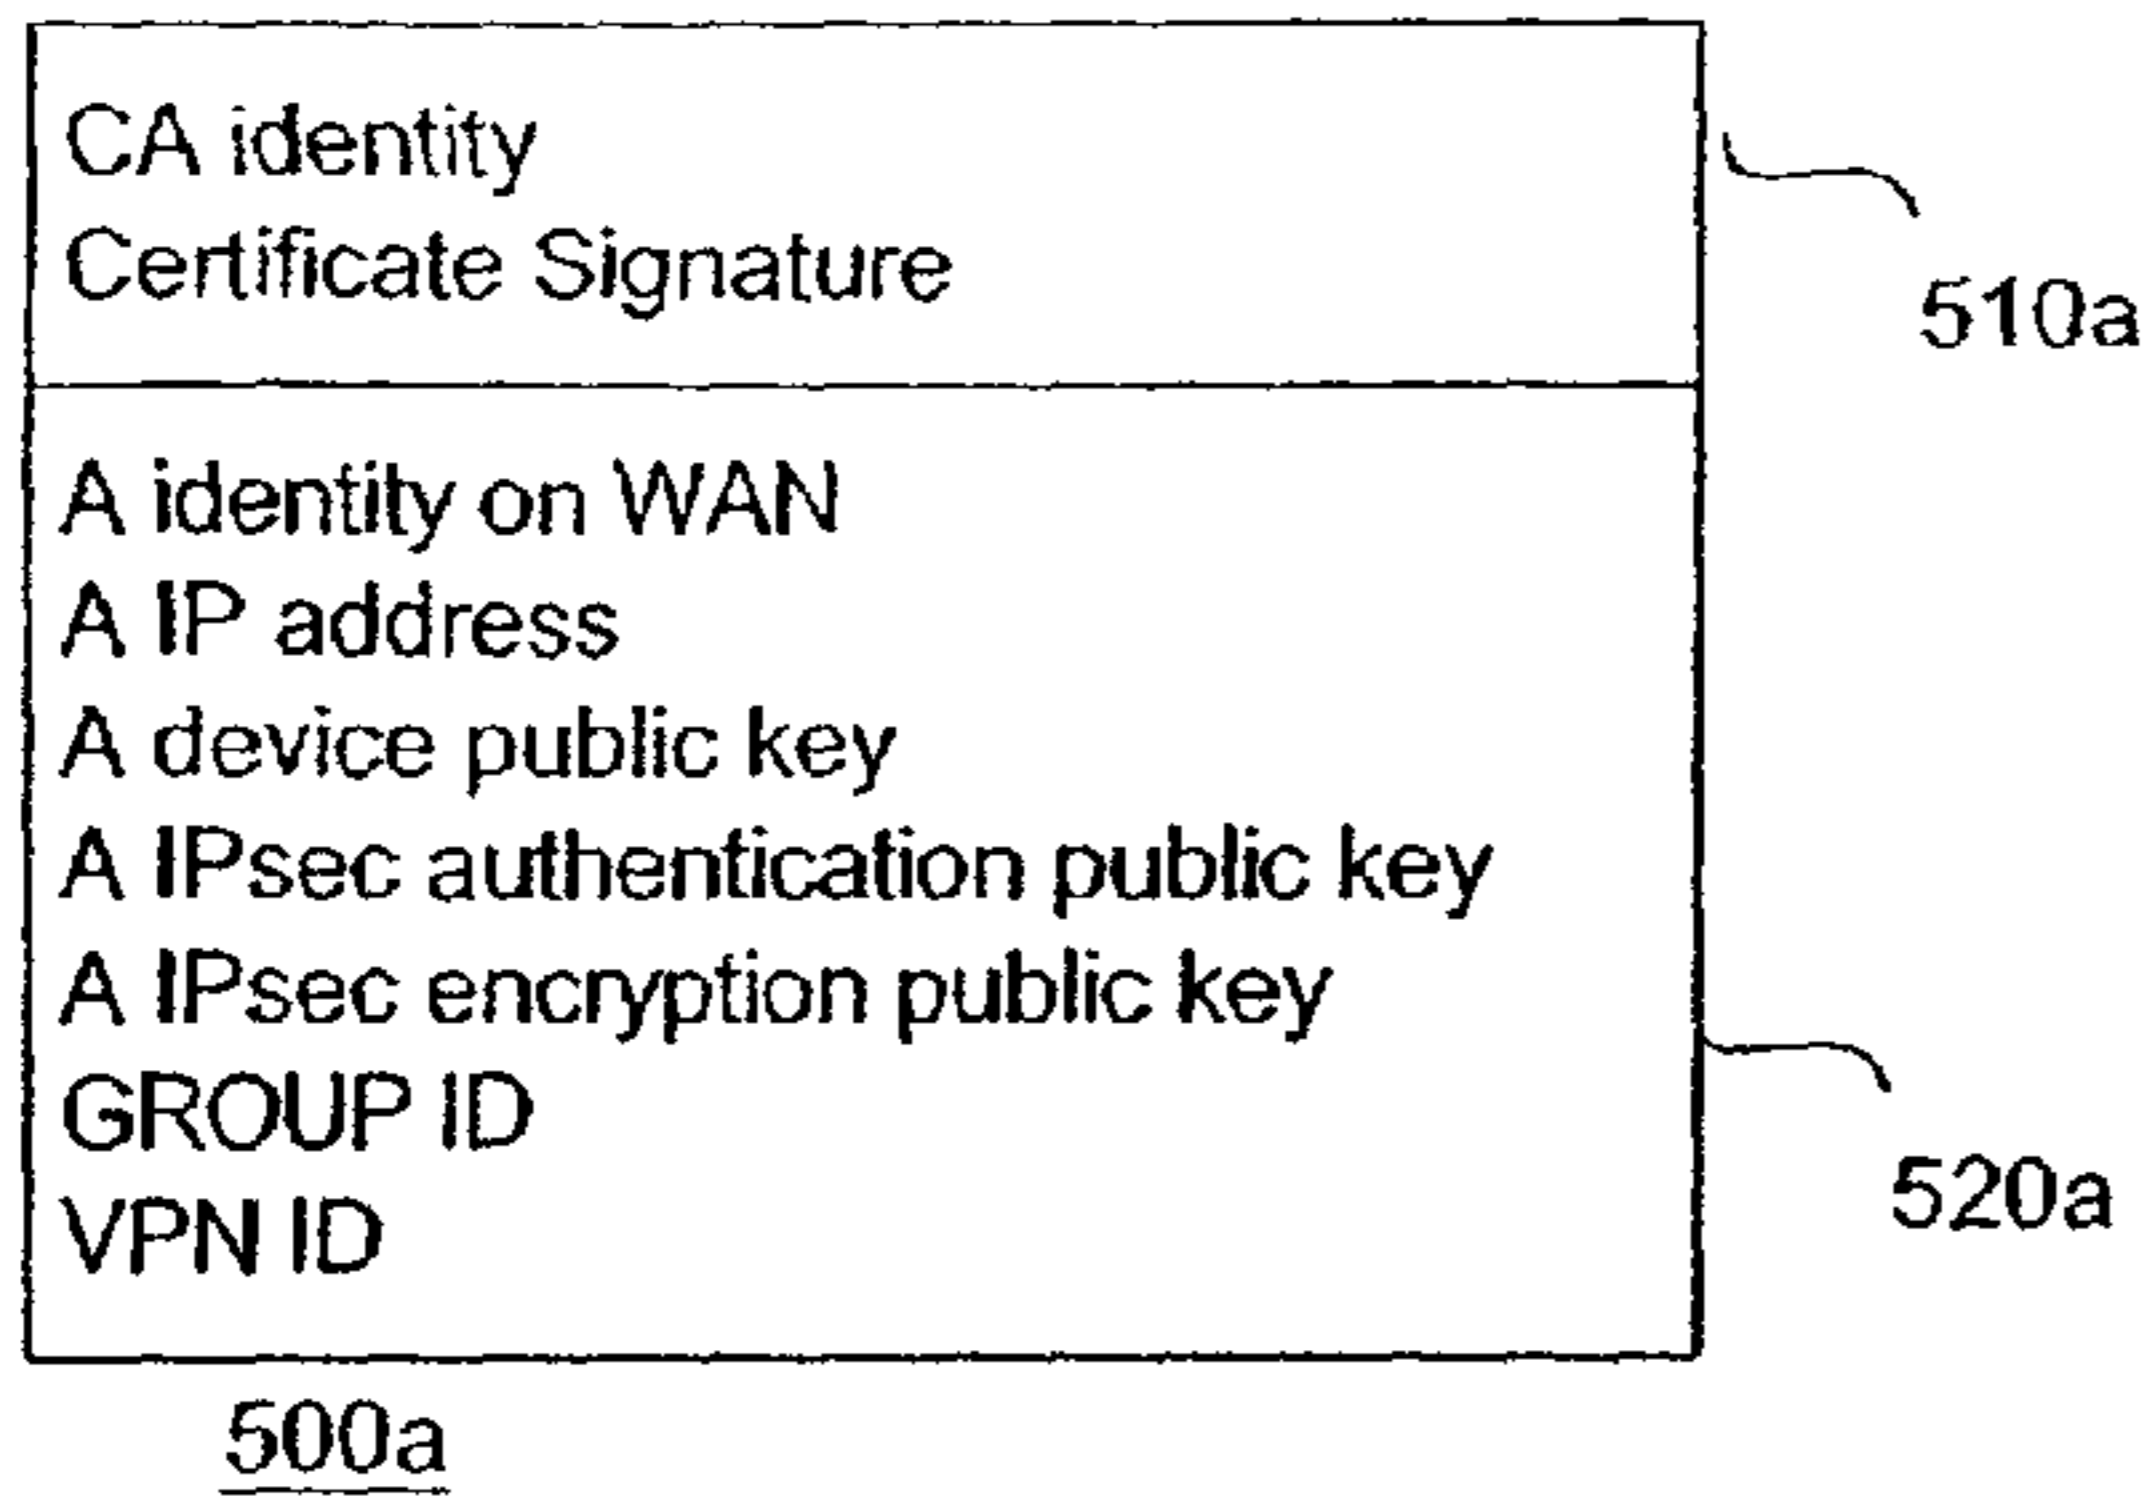 CA identity
Certificate Signature
510a
A identity on WAN
A IP address
A device public key
A IPsec authentication public key
A IPsec encryption public key
GROUP ID
VPN ID
520a
500a